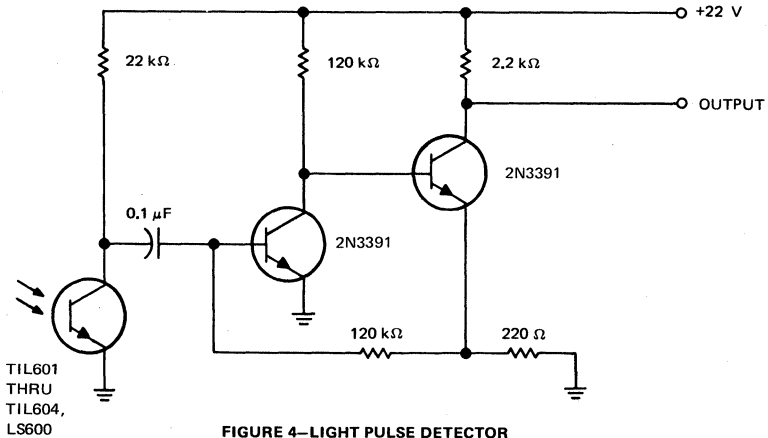 +22 V
22 kΩ
120 kΩ
2.2 kΩ
OUTPUT
2N3391
0.1 µF
2N3391
120 kΩ
220 Ω
TIL601
THRU
TIL604,
LS600
FIGURE 4—LIGHT PULSE DETECTOR